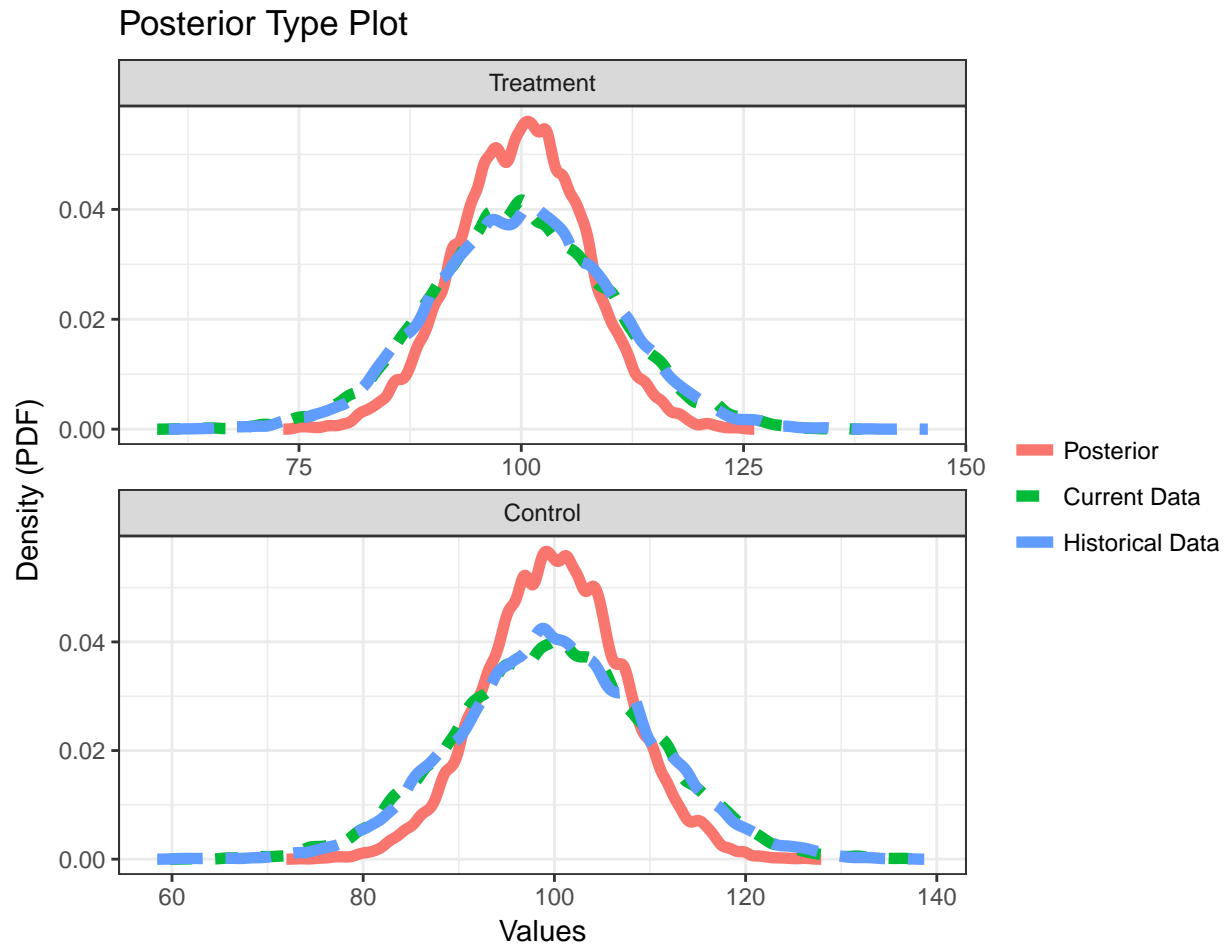 Posterior Type Plot
Treatment
0.04
0.02
0.00
75 100 125 150
Density (PDF)
Control
0.04
0.02
0.00
60 80 100 120 140
Values
Posterior
Current Data
Historical Data